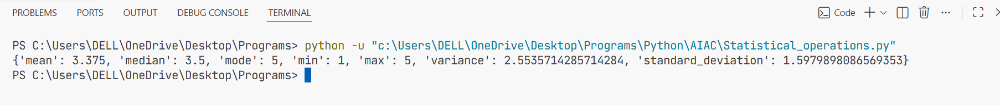 PROBLEMS PORTS OUTPUT DEBUG CONSOLE TERMINAL Code
PS C:\Users\DELL\OneDrive\Desktop\Programs> python -u "c:\Users\DELL\OneDrive\Desktop\Programs\Python\AIAC\Statistical_operations.py"
{'mean': 3.375, 'median': 3.5, 'mode': 5, 'min': 1, 'max': 5, 'variance': 2.5535714285714284, 'standard_deviation': 1.5979898086569353}
PS C:\Users\DELL\OneDrive\Desktop\Programs>